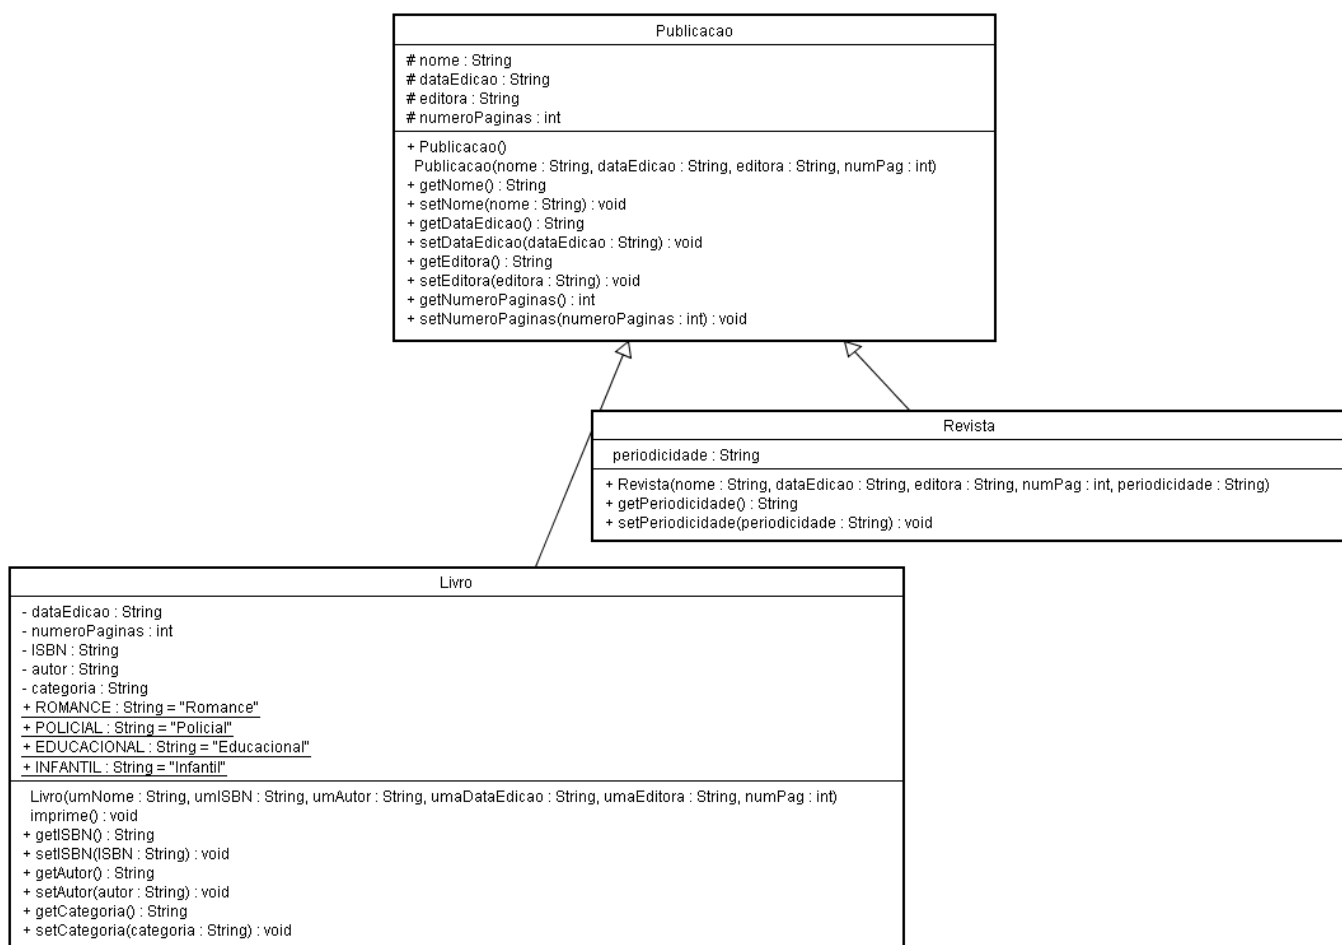 Publicacao
# nome : String
# dataEdicao : String
# editora : String
# numeroPaginas : int
+ Publicacao()
Publicacao(nome : String, dataEdicao : String, editora : String, numPag : int)
+ getNome() : String
+ setNome(nome : String) : void
+ getDataEdicao() : String
+ setDataEdicao(dataEdicao : String) : void
+ getEditora() : String
+ setEditora(editora : String) : void
+ getNumeroPaginas() : int
+ setNumeroPaginas(numeroPaginas : int) : void
Revista
periodicidade : String
+ Revista(nome : String, dataEdicao : String, editora : String, numPag : int, periodicidade : String)
+ getPeriodicidade() : String
+ setPeriodicidade(periodicidade : String) : void
Livro
- dataEdicao : String
- numeroPaginas : int
- ISBN : String
- autor : String
- categoria : String
+ ROMANCE : String = "Romance"
+ POLICIAL : String = "Policial"
+ EDUCACIONAL : String = "Educacional"
+ INFANTIL : String = "Infantil"
Livro(umNome : String, umISBN : String, umAutor : String, umaDataEdicao : String, umaEditora : String, numPag : int)
imprime() : void
+ getISBN() : String
+ setISBN(ISBN : String) : void
+ getAutor() : String
+ setAutor(autor : String) : void
+ getCategoria() : String
+ setCategoria(categoria : String) : void